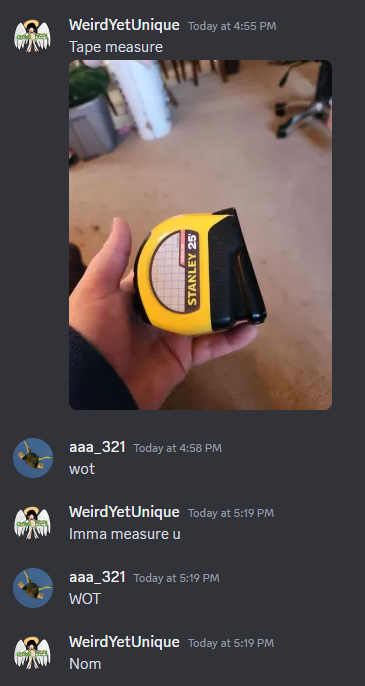 WeirdYetUnique Today at 4:55 PM
Tape measure
STANLEY 25'
aaa_321 Today at 4:58 PM
wot
WeirdYetUnique Today at 5:19 PM
Imma measure u
aaa_321 Today at 5:19 PM
WOT
WeirdYetUnique Today at 5:19 PM
Nom